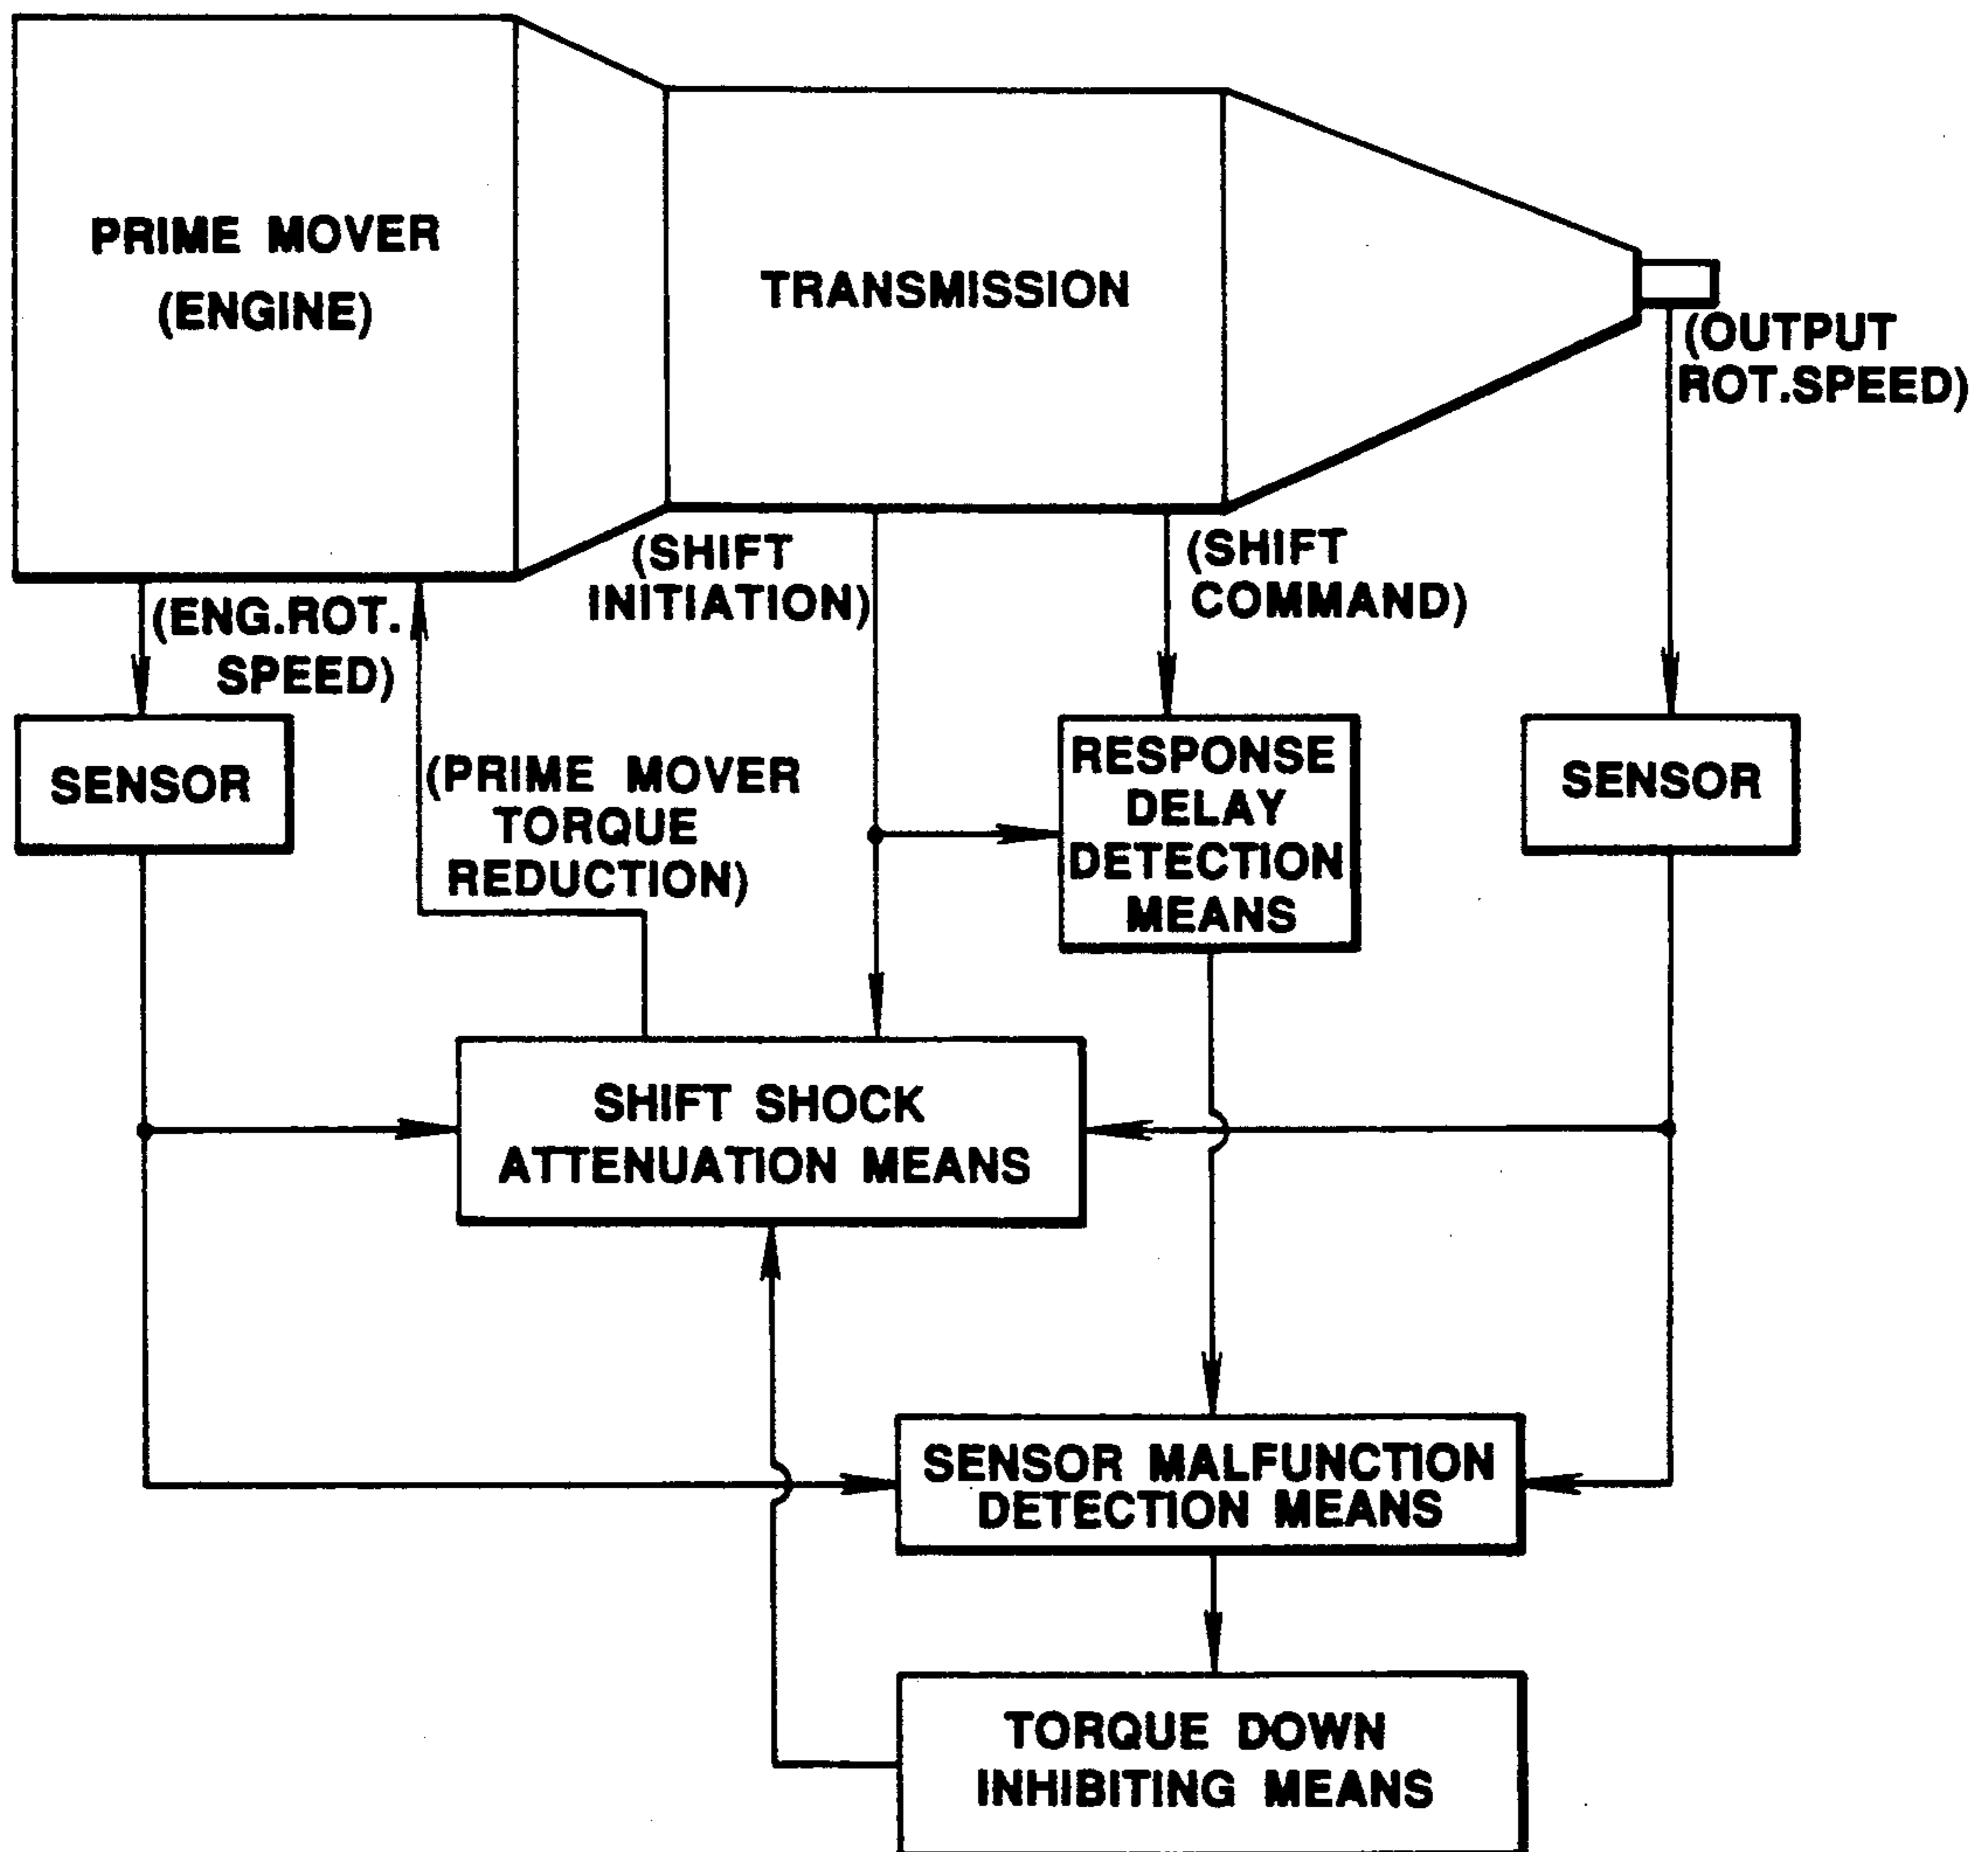 PRIME MOVER
(ENGINE)
TRANSMISSION
(OUTPUT
ROT.SPEED)
(SHIFT
INITIATION)
(SHIFT
COMMAND)
(ENG.ROT.
SPEED)
SENSOR
(PRIME MOVER
TORQUE
REDUCTION)
RESPONSE
DELAY
DETECTION
MEANS
SENSOR
SHIFT SHOCK
ATTENUATION MEANS
SENSOR MALFUNCTION
DETECTION MEANS
TORQUE DOWN
INHIBITING MEANS